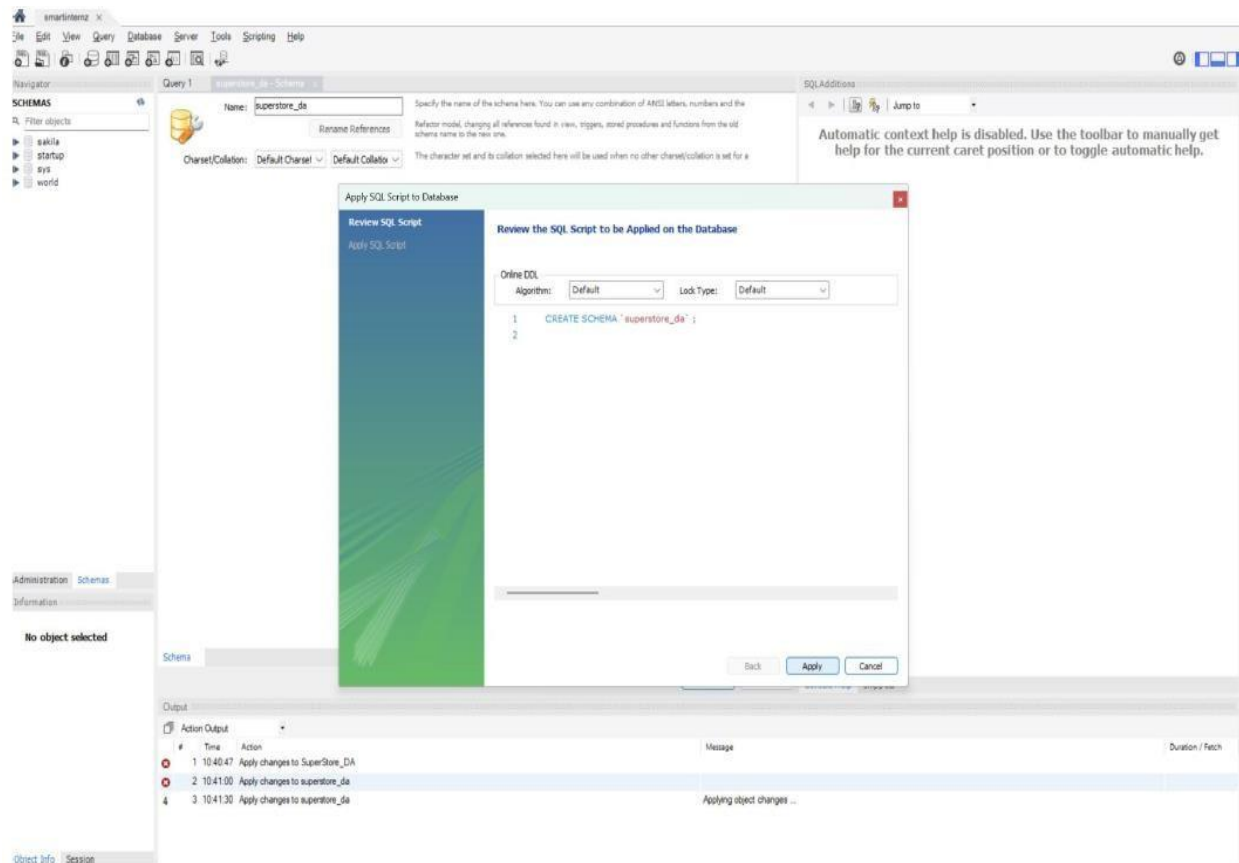 smartinternz ×
File Edit View Query Database Server Tools Scripting Help
Navigator
SCHEMAS
Filter objects
sakila
startup
sys
world
Administration Schemas
Information
No object selected
Object Info Session
Query 1 superstore_da - Schema ×
Name: superstore_da
Rename References
Charset/Collation: Default Charset Default Collation
Specify the name of the schema here. You can use any combination of ANSI letters, numbers and the
Refactor model, changing all references found in view, triggers, stored procedures and functions from the old
schema name to the new one.
The character set and its collation selected here will be used when no other charset/collation is set for a
Schema
SQLAdditions
Jump to
Automatic context help is disabled. Use the toolbar to manually get
help for the current caret position or to toggle automatic help.
Apply SQL Script to Database
Review SQL Script
Apply SQL Script
Review the SQL Script to be Applied on the Database
Online DDL
Algorithm: Default Lock Type: Default
1 CREATE SCHEMA `superstore_da` ;
2
Back Apply Cancel
Output
Action Output
# Time Action Message Duration / Fetch
1 10:40:47 Apply changes to SuperStore_DA
2 10:41:00 Apply changes to superstore_da
3 10:41:30 Apply changes to superstore_da Applying object changes ...